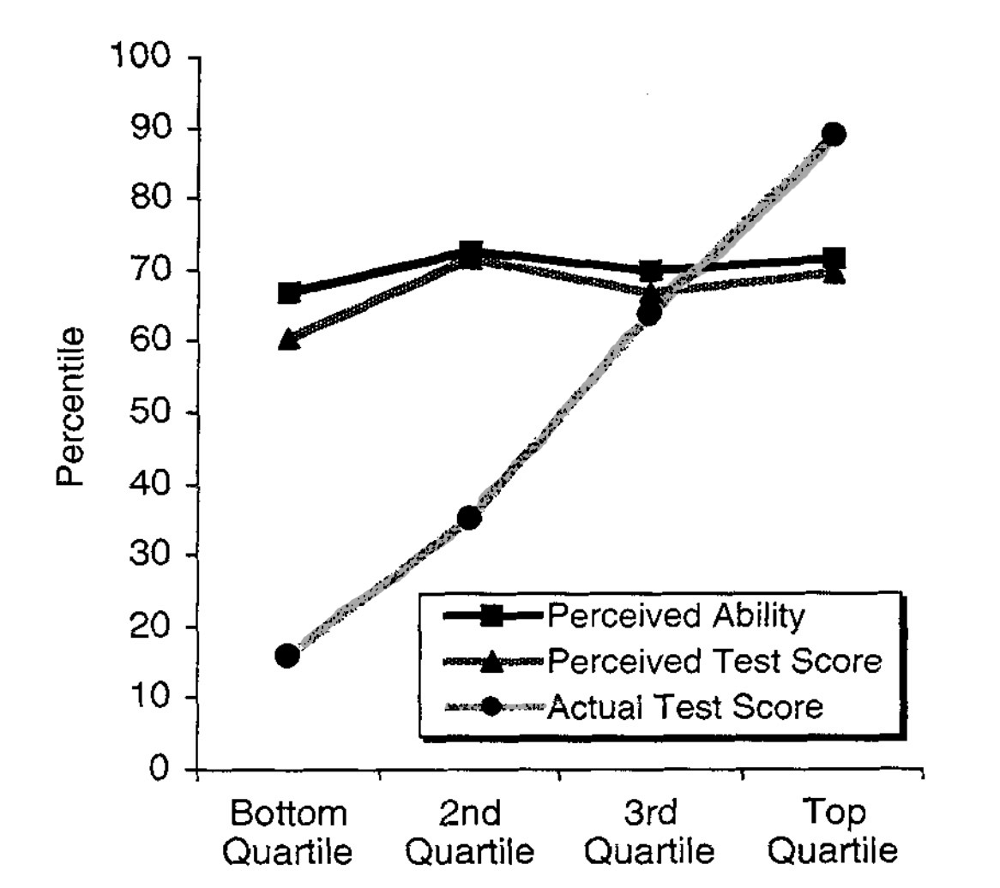 100
90
80
70
60
50
40
30
20
10
0
Percentile
Perceived Ability
Perceived Test Score
Actual Test Score
Bottom
Quartile
2nd
Quartile
3rd
Quartile
Top
Quartile